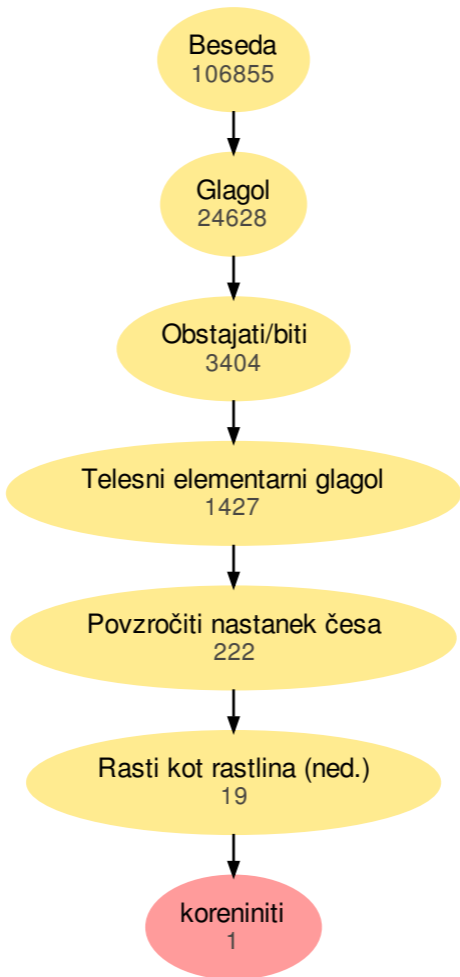 Beseda
106855
Glagol
24628
Obstajati/biti
3404
Telesni elementarni glagol
1427
Povzročiti nastanek česa
222
Rasti kot rastlina (ned.)
19
koreniniti
1